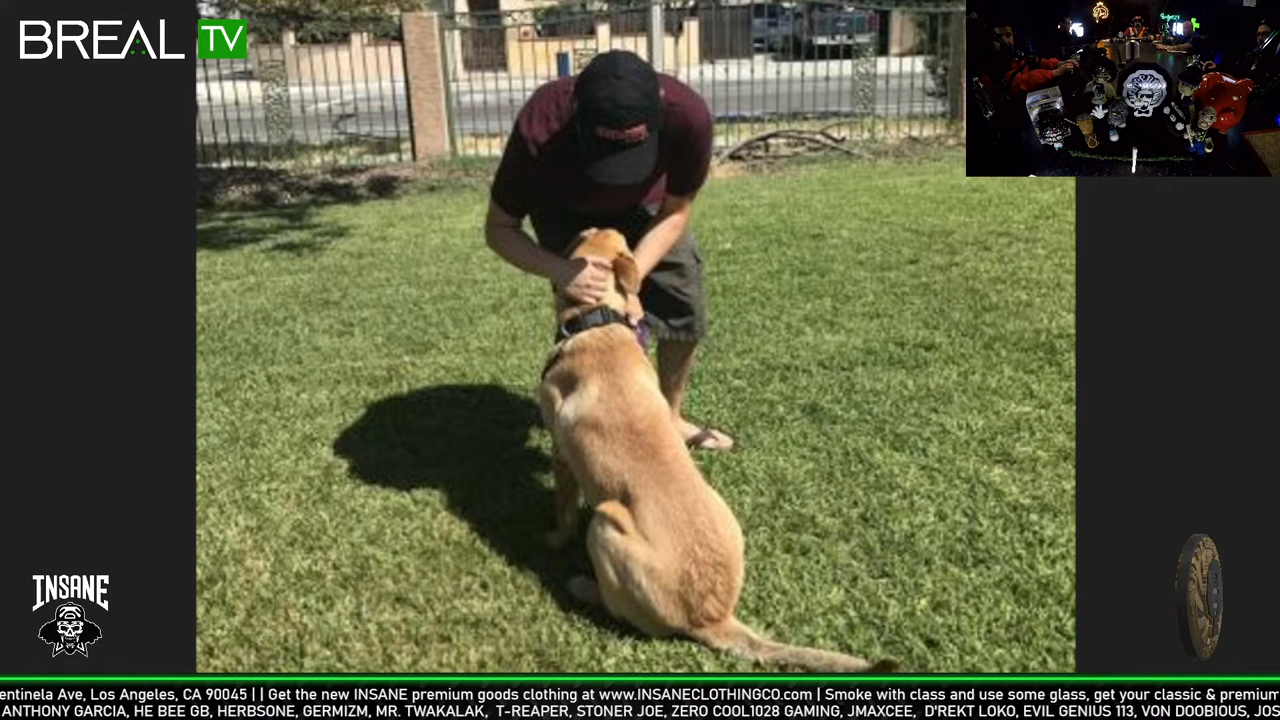 BREAL TV
INSANE
entinela Ave, Los Angeles, CA 90045 | | Get the new INSANE premium goods clothing at www.INSANECLOTHINGCO.com | Smoke with class and use some glass, get your classic & premium
ANTHONY GARCIA, HE BEE GB, HERBSONE, GERMIZM, MR. TWAKALAK, T-REAPER, STONER JOE, ZERO COOL1028 GAMING, JMAXCEE, D'REKT LOKO, EVIL GENIUS 113, VON DOOBIOUS, JOS